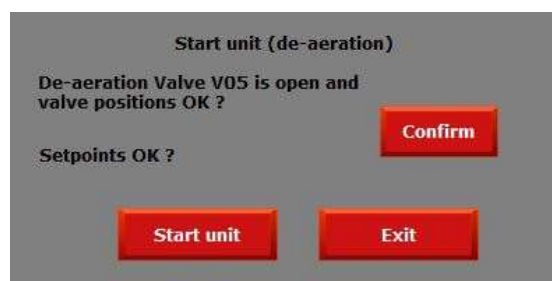 Start unit (de-aeration)
De-aeration Valve V05 is open and
valve positions OK ?
Confirm
Setpoints OK ?
Start unit
Exit